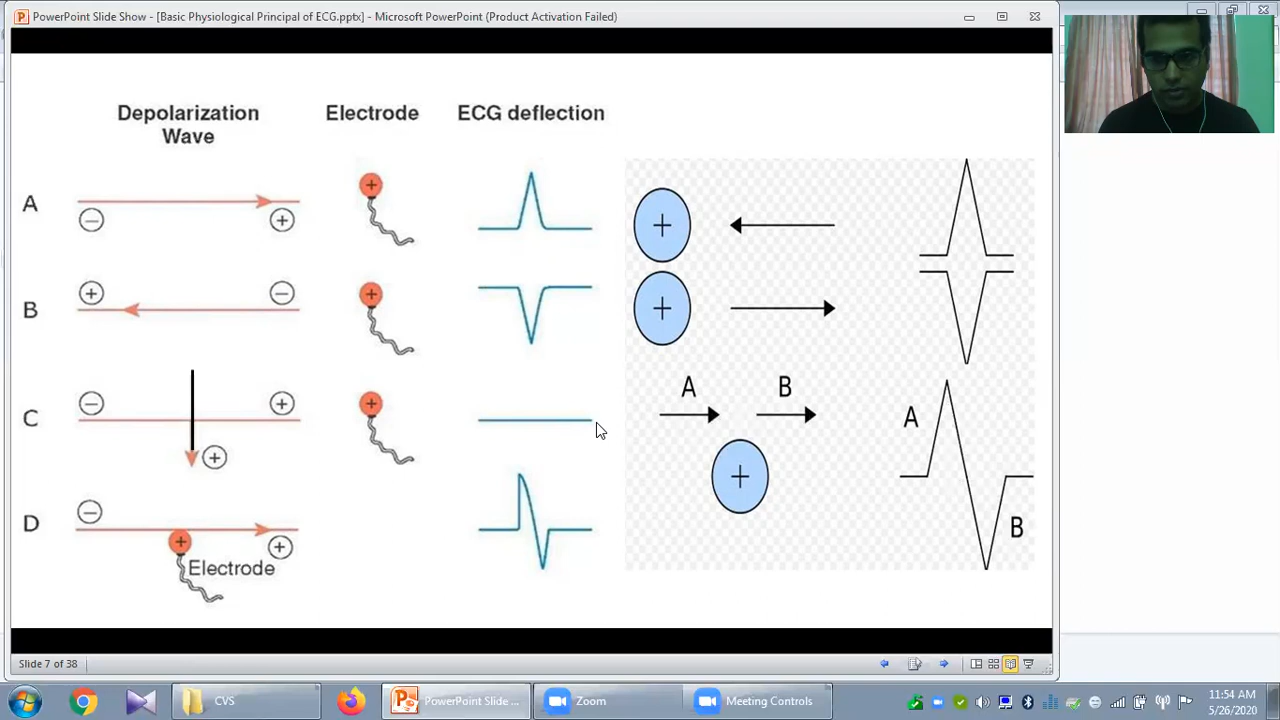 PowerPoint Slide Show - [Basic Physiological Principal of ECG.pptx] - Microsoft PowerPoint (Product Activation Failed)
Depolarization
Wave
Electrode
ECG deflection
A
− +
+
+
B
+ −
+
+
C
− +
+
+
A B
+
A
B
D
−
+
+
Electrode
Slide 7 of 38
CVS
PowerPoint Slide ...
Zoom
Meeting Controls
11:54 AM
5/26/2020